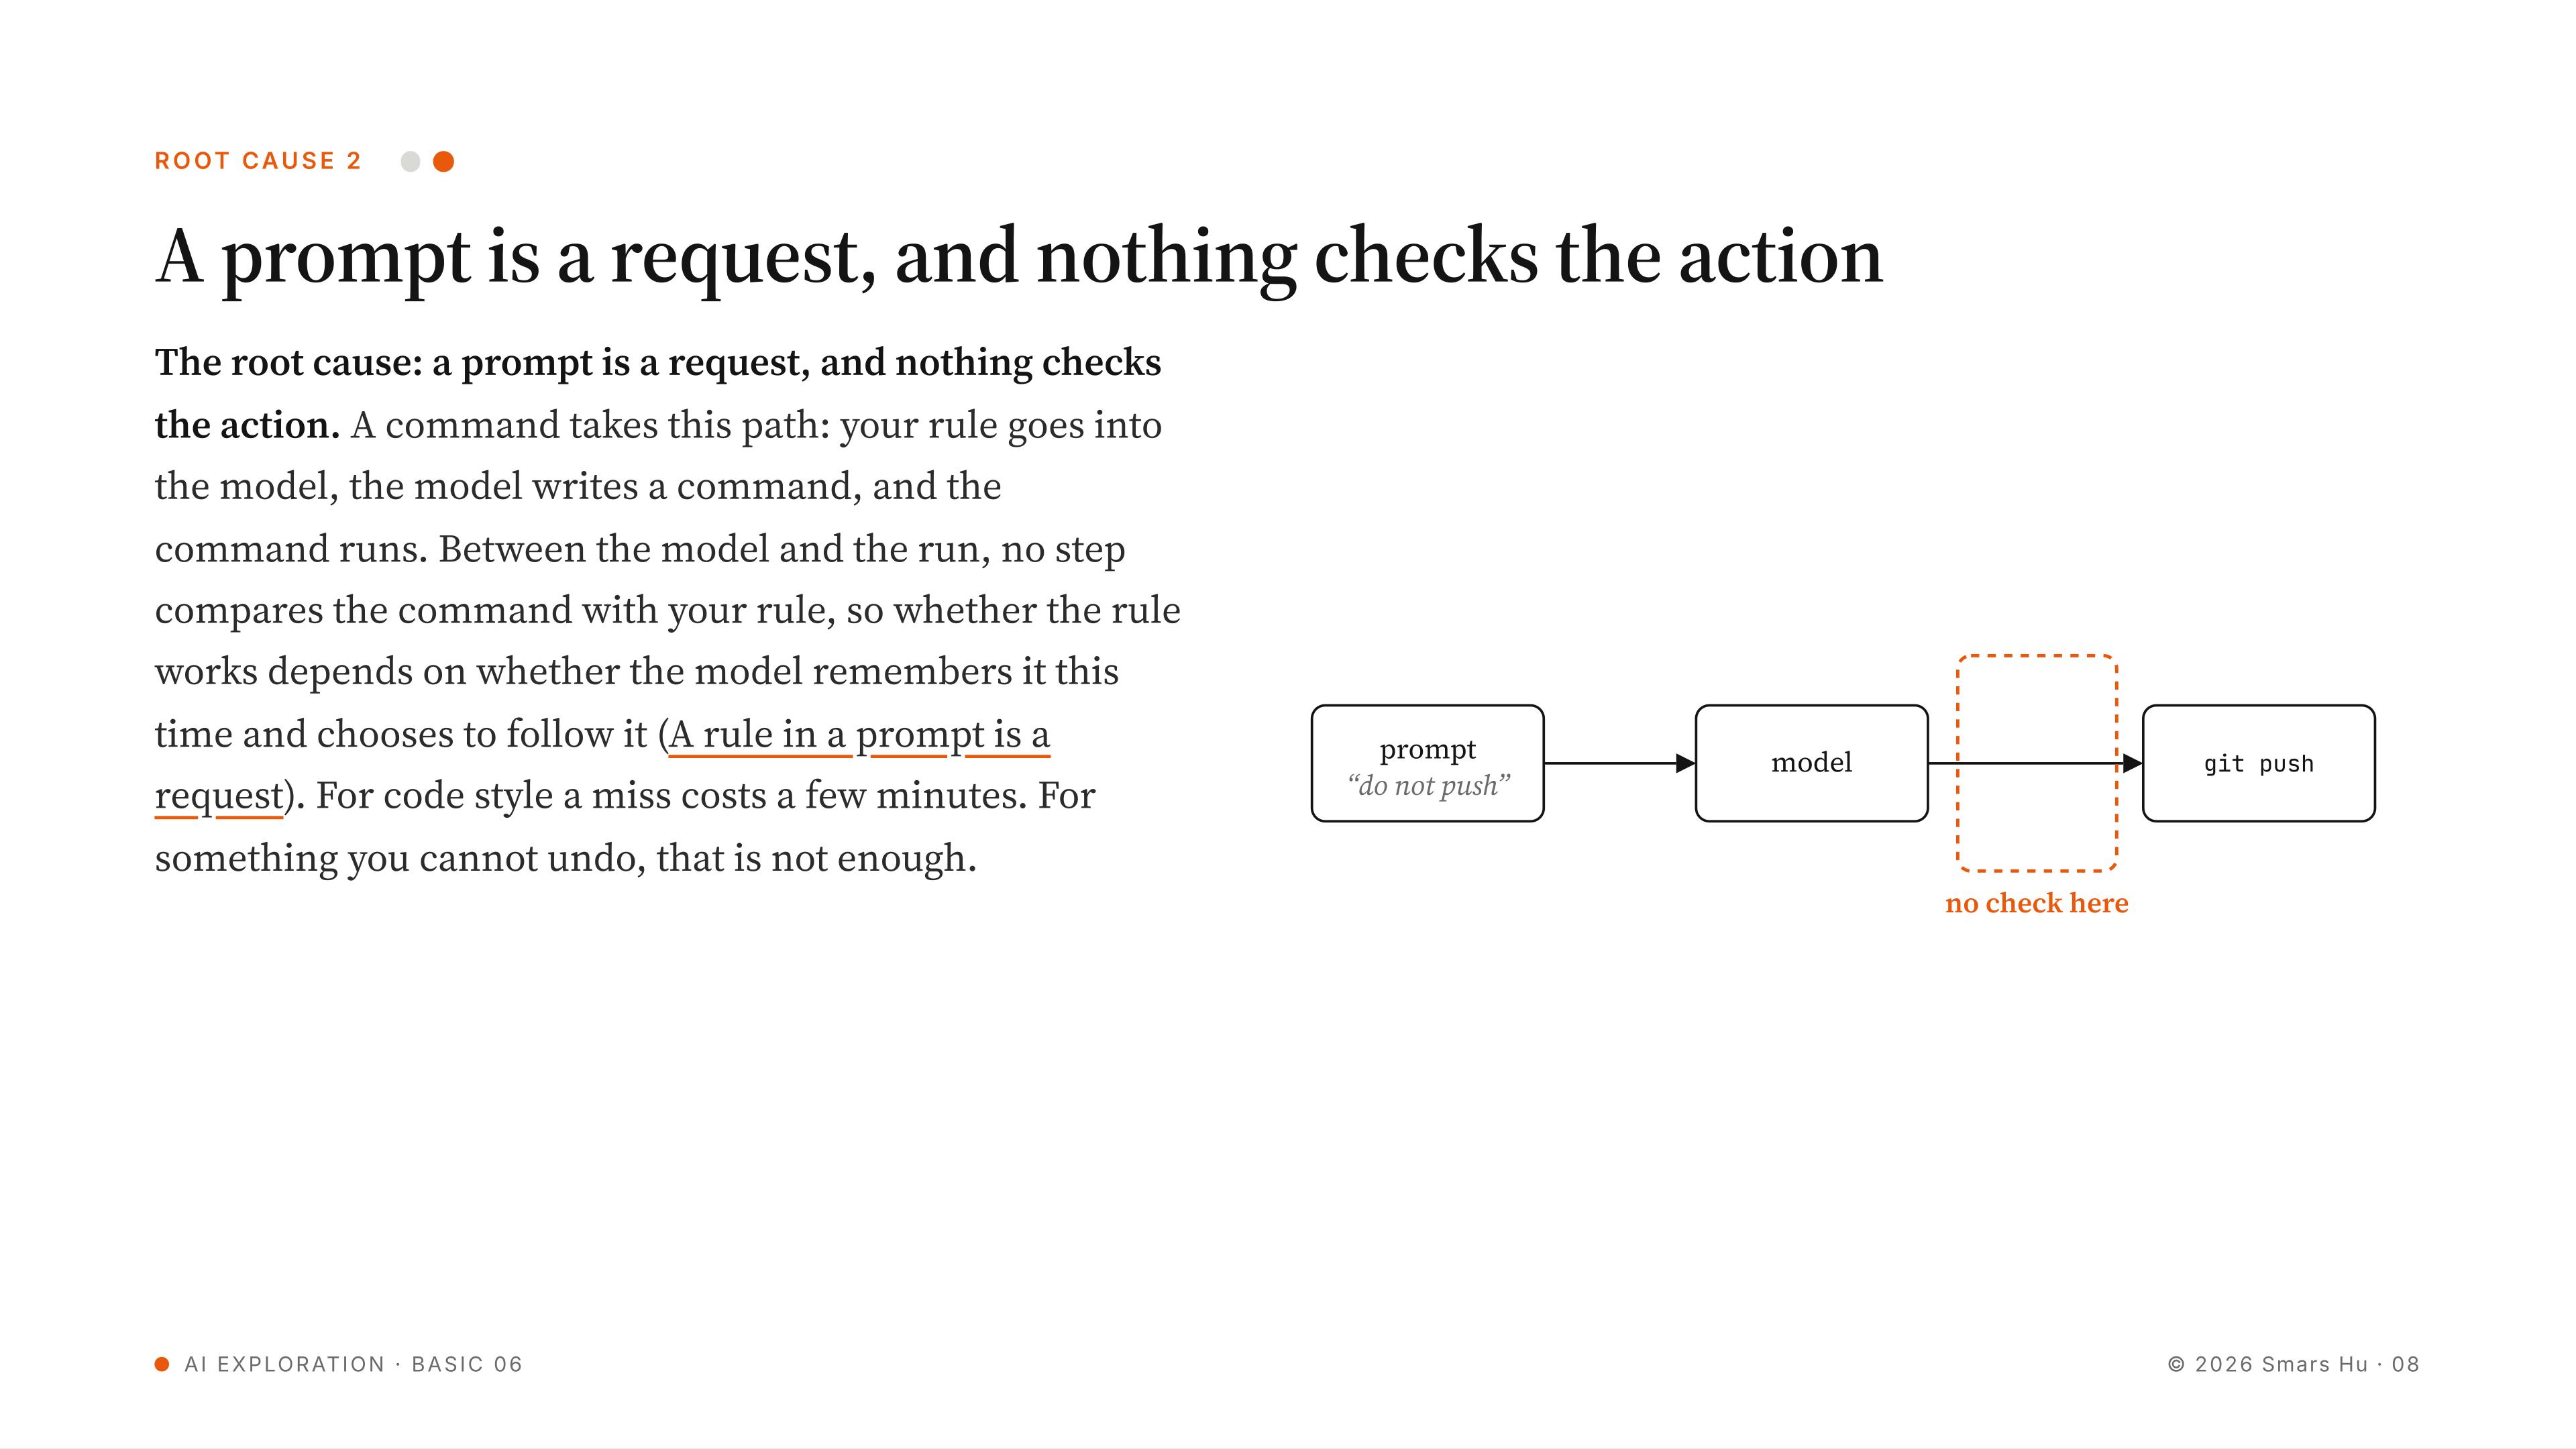 ROOT CAUSE 2
A prompt is a request, and nothing checks the action
The root cause: a prompt is a request, and nothing checks
the action. A command takes this path: your rule goes into
the model, the model writes a command, and the
command runs. Between the model and the run, no step
compares the command with your rule, so whether the rule
works depends on whether the model remembers it this
time and chooses to follow it (A rule in a prompt is a
request). For code style a miss costs a few minutes. For
something you cannot undo, that is not enough.
prompt
“do not push”
model
git push
no check here
AI EXPLORATION · BASIC 06
© 2026 Smars Hu · 08